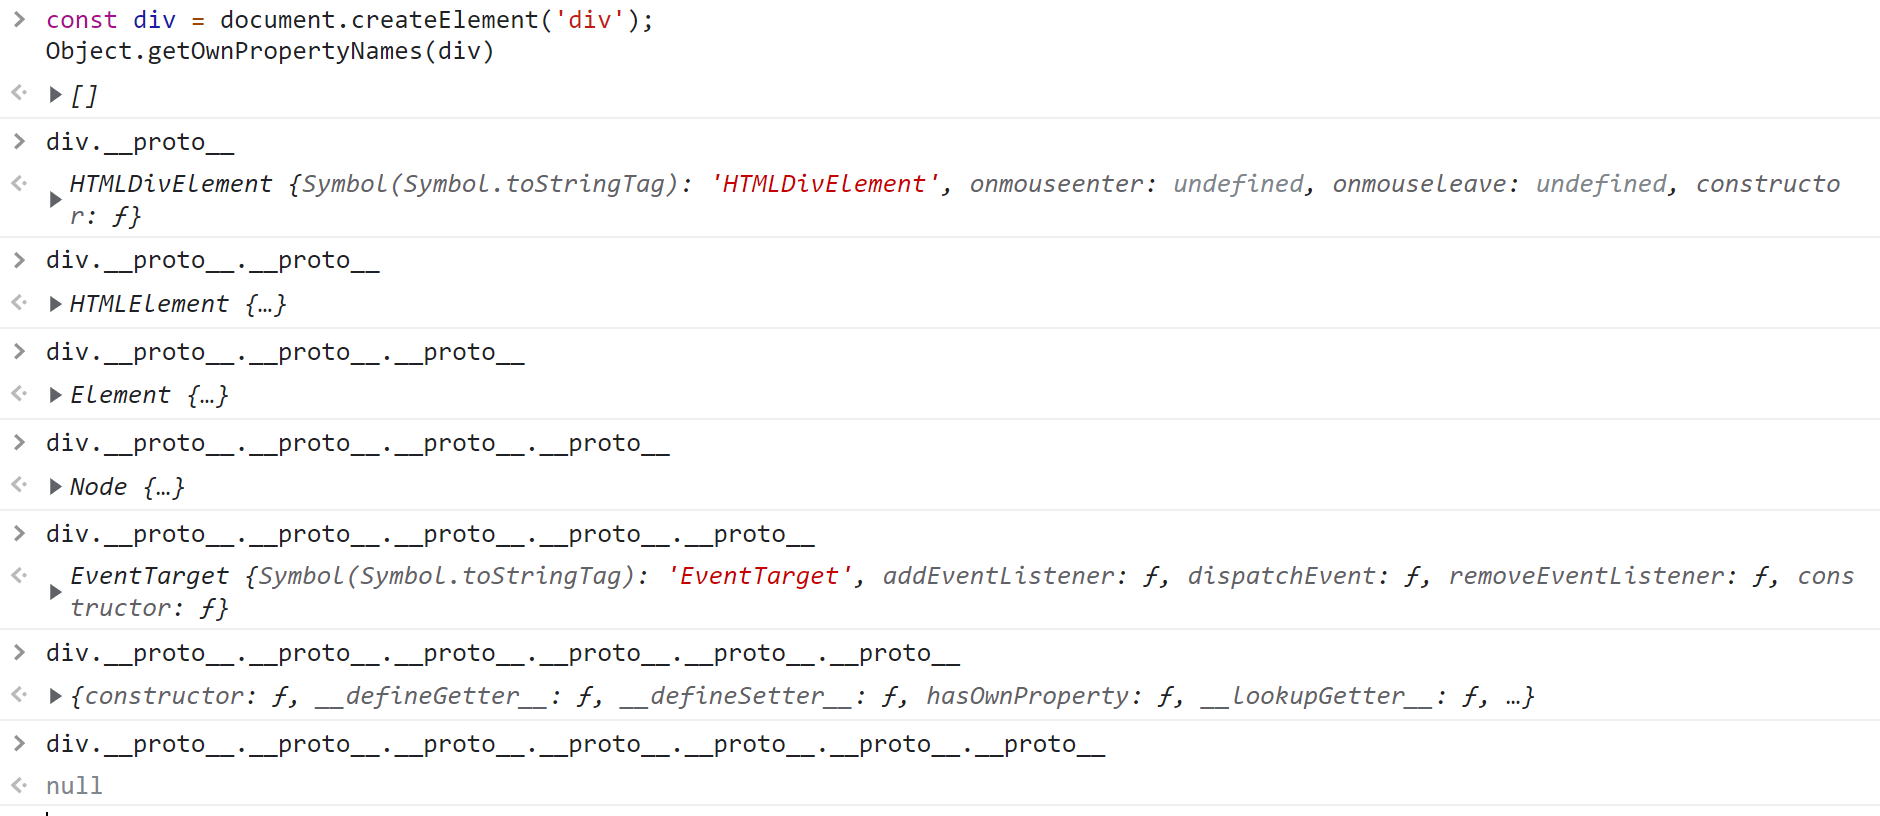 const div = document.createElement('div');
Object.getOwnPropertyNames(div)
[]
div.__proto__
HTMLDivElement {Symbol(Symbol.toStringTag): 'HTMLDivElement', onmouseenter: undefined, onmouseleave: undefined, constructo
r: ƒ}
div.__proto__.__proto__
HTMLElement {…}
div.__proto__.__proto__.__proto__
Element {…}
div.__proto__.__proto__.__proto__.__proto__
Node {…}
div.__proto__.__proto__.__proto__.__proto__.__proto__
EventTarget {Symbol(Symbol.toStringTag): 'EventTarget', addEventListener: ƒ, dispatchEvent: ƒ, removeEventListener: ƒ, cons
tructor: ƒ}
div.__proto__.__proto__.__proto__.__proto__.__proto__.__proto__
{constructor: ƒ, __defineGetter__: ƒ, __defineSetter__: ƒ, hasOwnProperty: ƒ, __lookupGetter__: ƒ, …}
div.__proto__.__proto__.__proto__.__proto__.__proto__.__proto__.__proto__
null